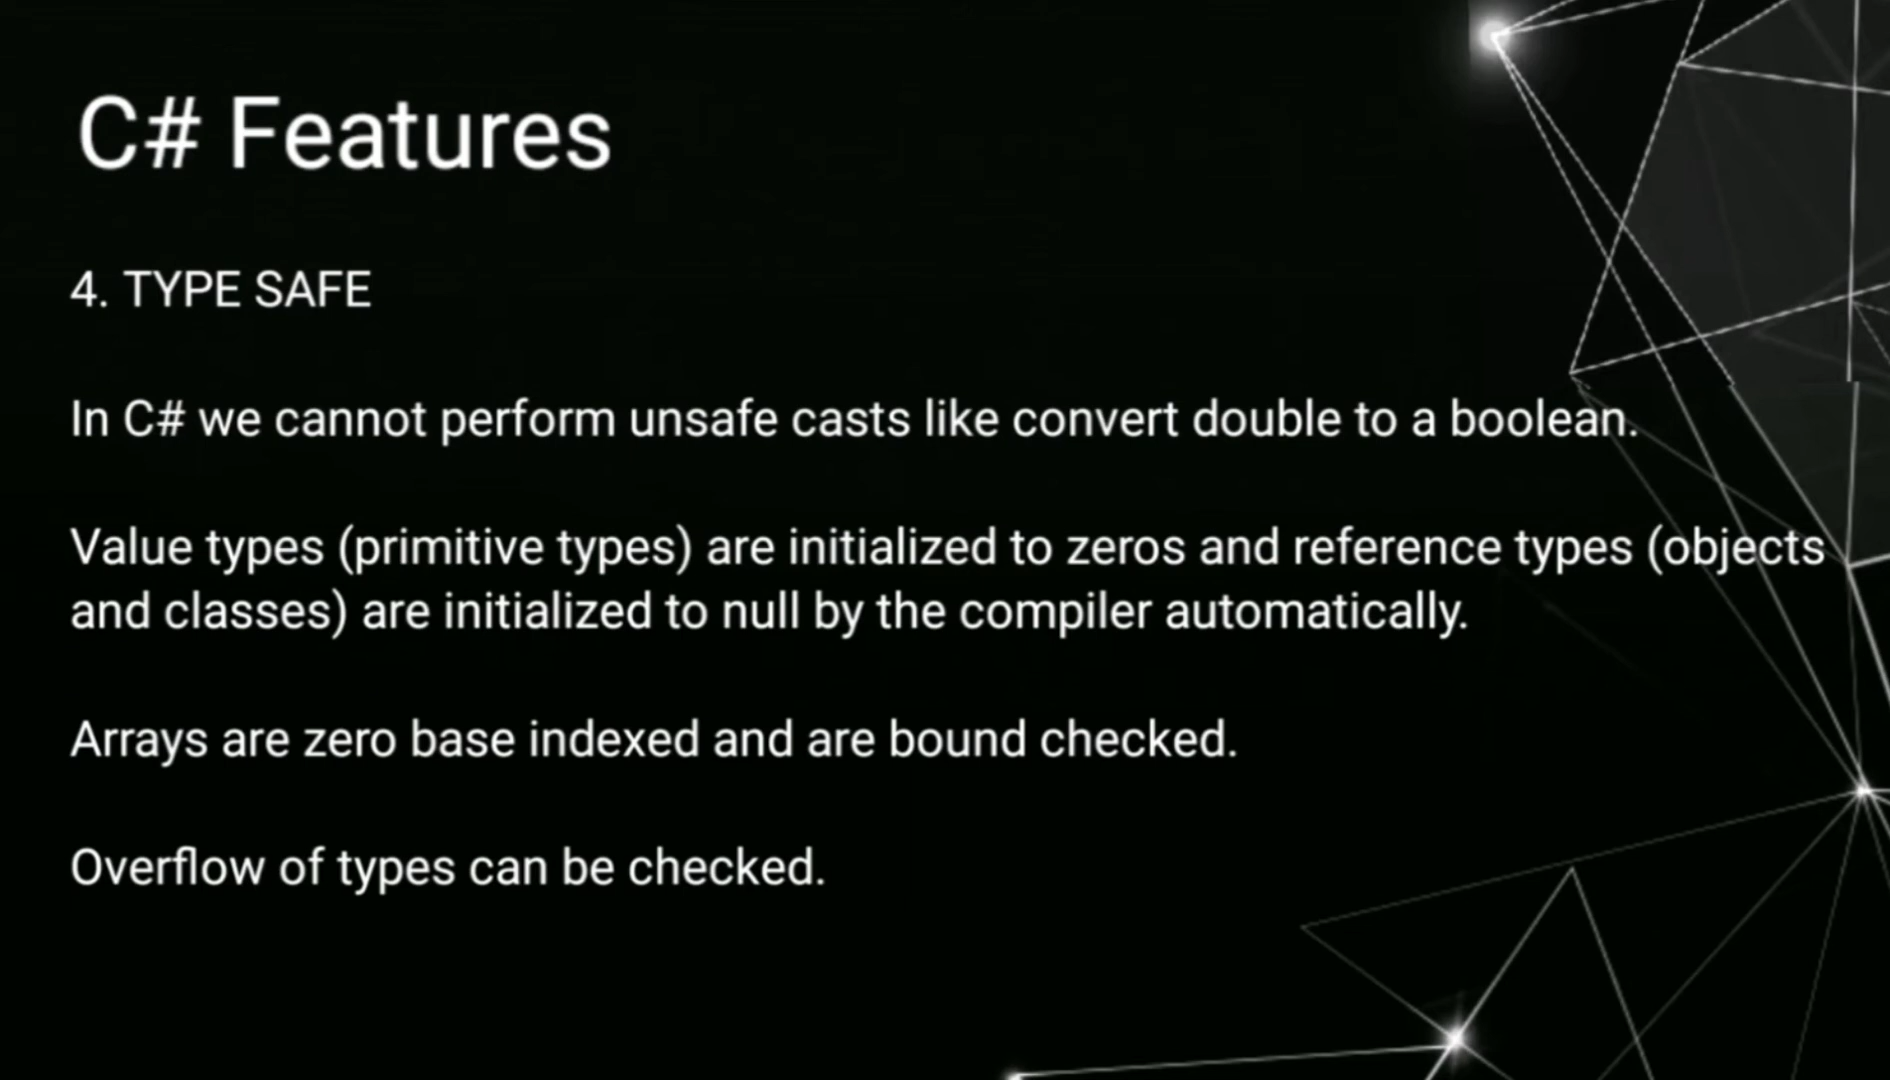 C# Features
4. TYPE SAFE
In C# we cannot perform unsafe casts like convert double to a boolean.
Value types (primitive types) are initialized to zeros and reference types (objects
and classes) are initialized to null by the compiler automatically.
Arrays are zero base indexed and are bound checked.
Overflow of types can be checked.